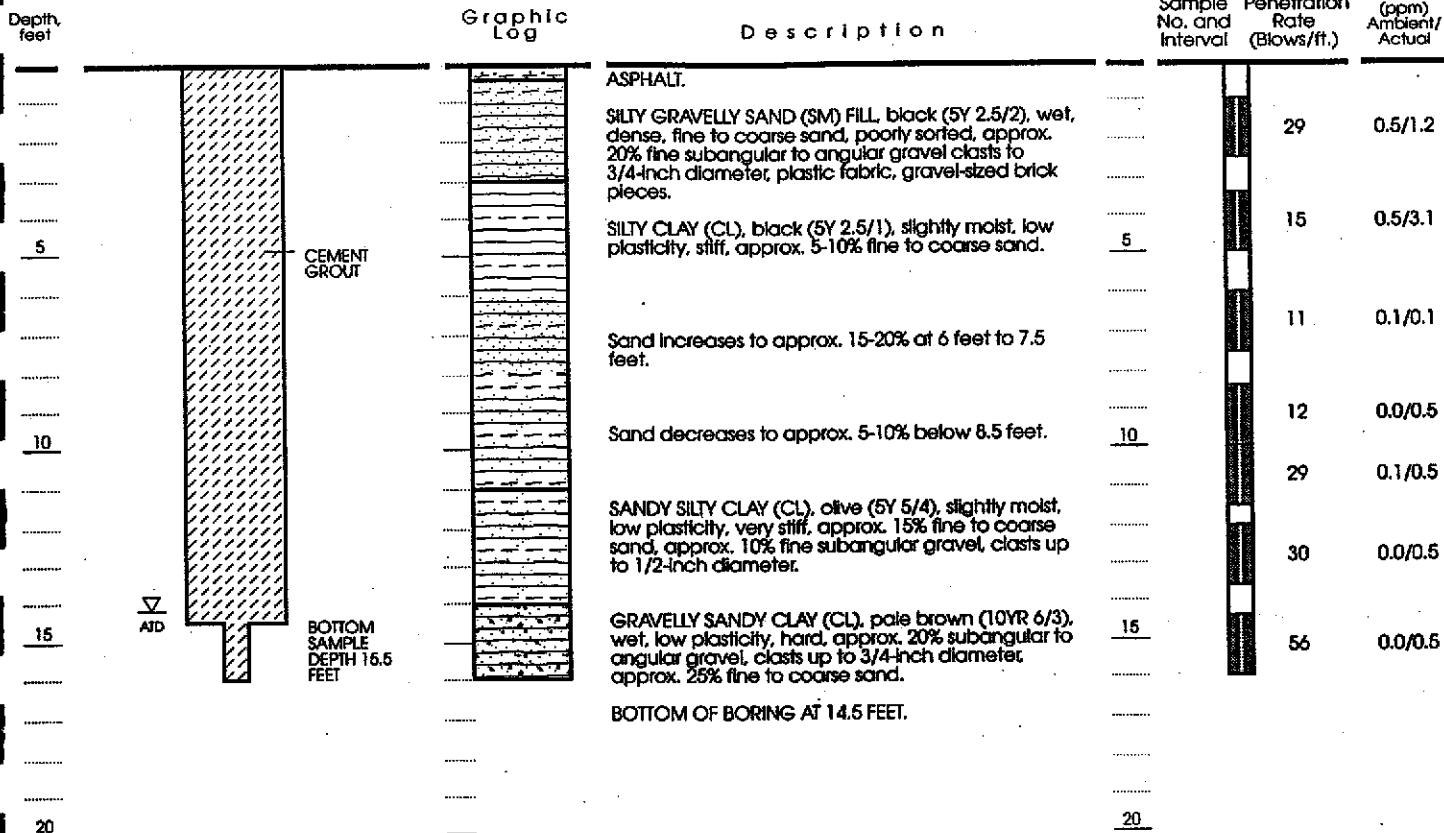 Depth, feet
Graphic Log
Description
Sample No. and Interval
Penetration Rate (Blows/ft.)
(ppm) Ambient/ Actual
ASPHALT.
SILTY GRAVELLY SAND (SM) FILL, black (5Y 2.5/2), wet,
dense, fine to coarse sand, poorly sorted, approx.
20% fine subangular to angular gravel clasts to
3/4-inch diameter, plastic fabric, gravel-sized brick
pieces.
29 0.5/1.2
SILTY CLAY (CL), black (5Y 2.5/1), slightly moist, low
plasticity, stiff, approx. 5-10% fine to coarse sand.
15 0.5/3.1
5
CEMENT
GROUT
5
Sand increases to approx. 15-20% at 6 feet to 7.5
feet.
11 0.1/0.1
12 0.0/0.5
10
Sand decreases to approx. 5-10% below 8.5 feet.
10
29 0.1/0.5
SANDY SILTY CLAY (CL), olive (5Y 5/4), slightly moist,
low plasticity, very stiff, approx. 15% fine to coarse
sand, approx. 10% fine subangular gravel, clasts up
to 1/2-inch diameter.
30 0.0/0.5
ATD
15
BOTTOM
SAMPLE
DEPTH 15.5
FEET
GRAVELLY SANDY CLAY (CL), pale brown (10YR 6/3),
wet, low plasticity, hard, approx. 20% subangular to
angular gravel, clasts up to 3/4-inch diameter,
approx. 25% fine to coarse sand.
15
56 0.0/0.5
BOTTOM OF BORING AT 14.5 FEET.
20
20